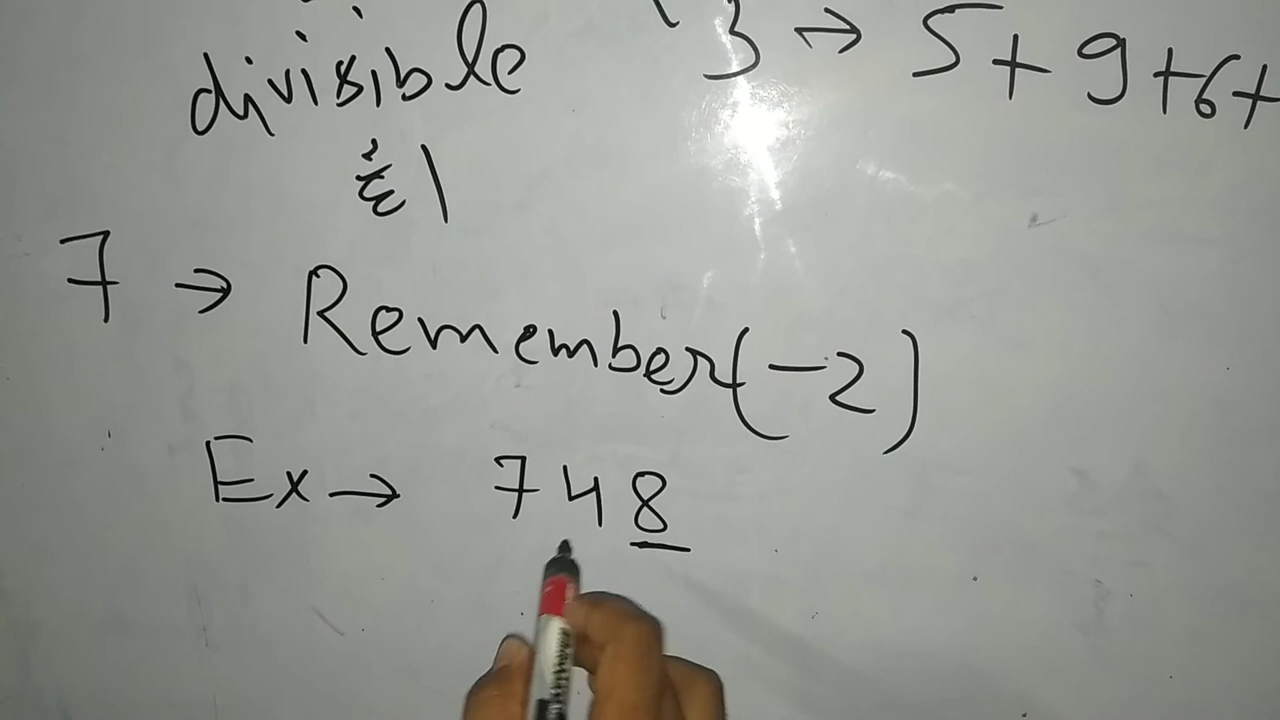 divisible
है।
3 → 5+9+6+
7 → Remember(-2)
Ex → 748